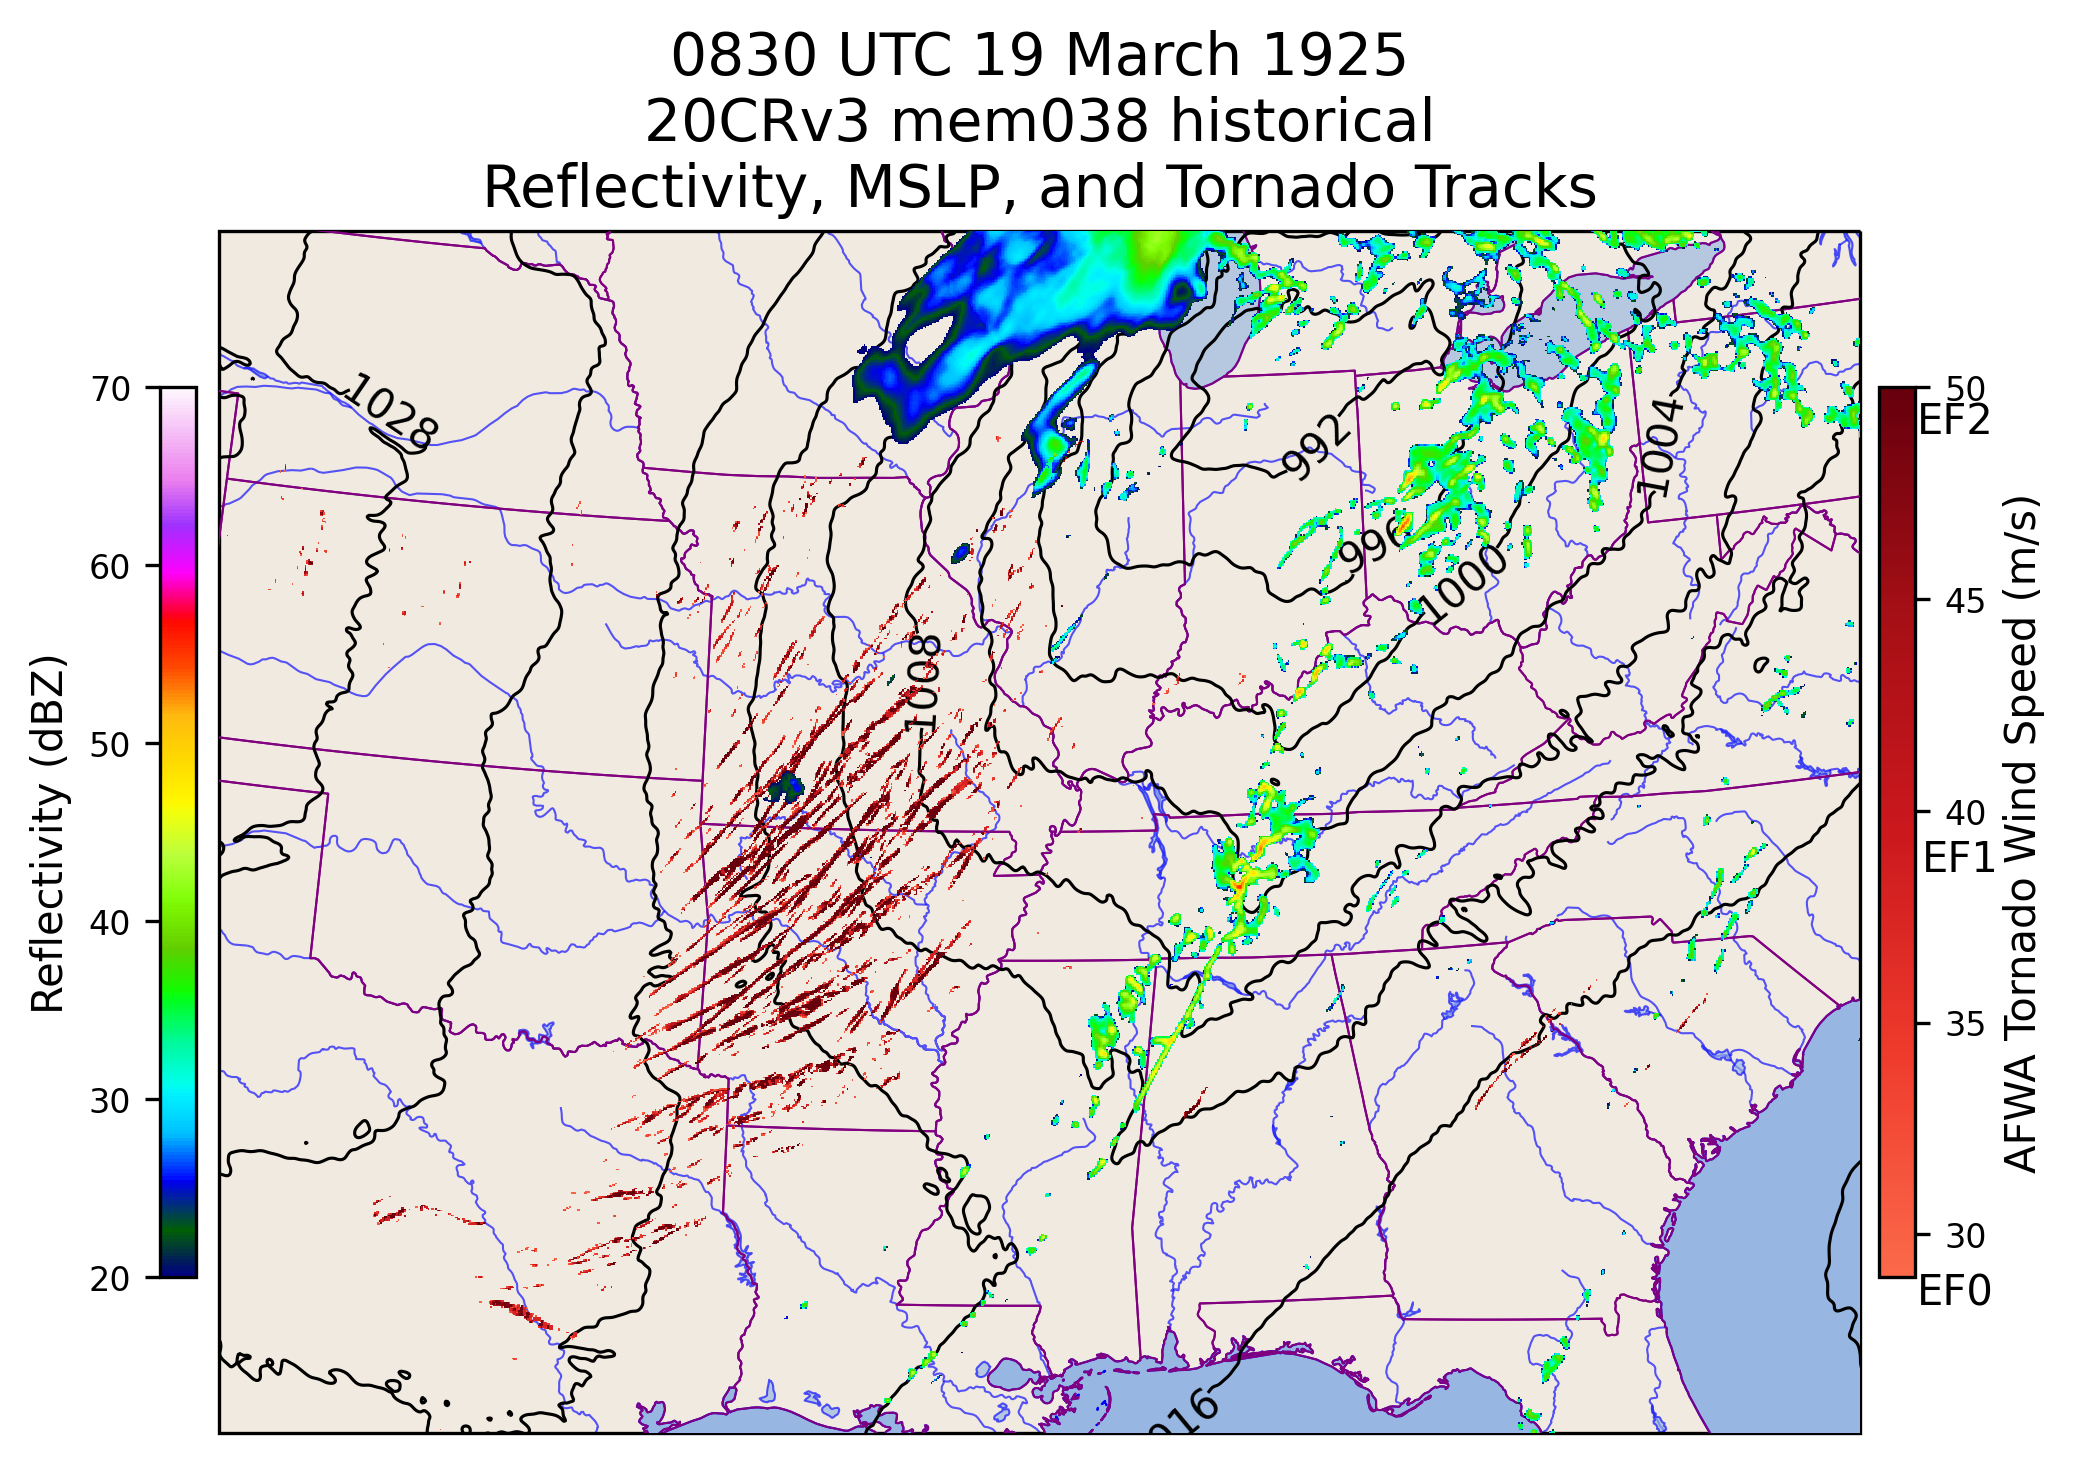 0830 UTC 19 March 1925
20CRv3 mem038 historical
Reflectivity, MSLP, and Tornado Tracks
Reflectivity (dBZ)
70
60
50
40
30
20
1028
1008
992
996
1000
1004
016
50
EF2
45
40
EF1
35
30
EF0
AFWA Tornado Wind Speed (m/s)